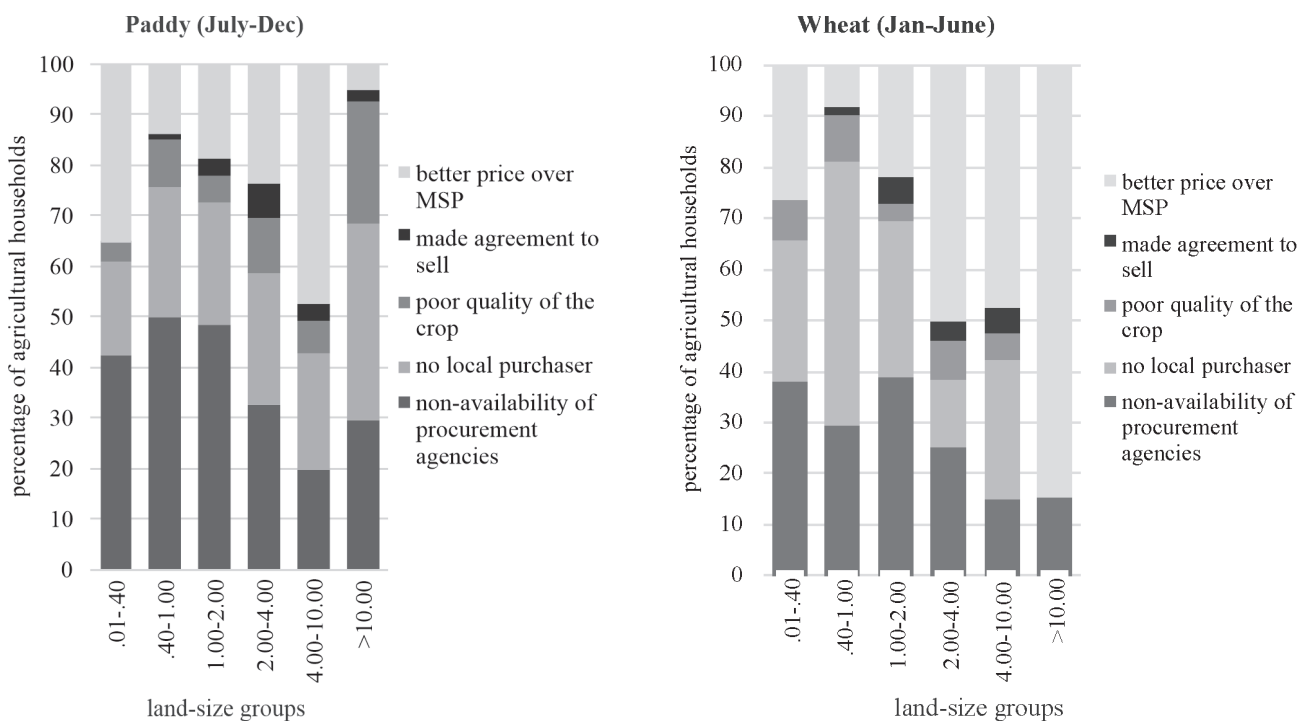 Paddy (July-Dec)
percentage of agricultural households
100
90
80
70
60
50
40
30
20
10
0
.01-.40
.40-1.00
1.00-2.00
2.00-4.00
4.00-10.00
>10.00
land-size groups
better price over
MSP
made agreement to
sell
poor quality of the
crop
no local purchaser
non-availability of
procurement
agencies
Wheat (Jan-June)
percentage of agricultural households
100
90
80
70
60
50
40
30
20
10
0
.01-.40
.40-1.00
1.00-2.00
2.00-4.00
4.00-10.00
>10.00
land-size groups
better price over
MSP
made agreement to
sell
poor quality of the
crop
no local purchaser
non-availability of
procurement
agencies